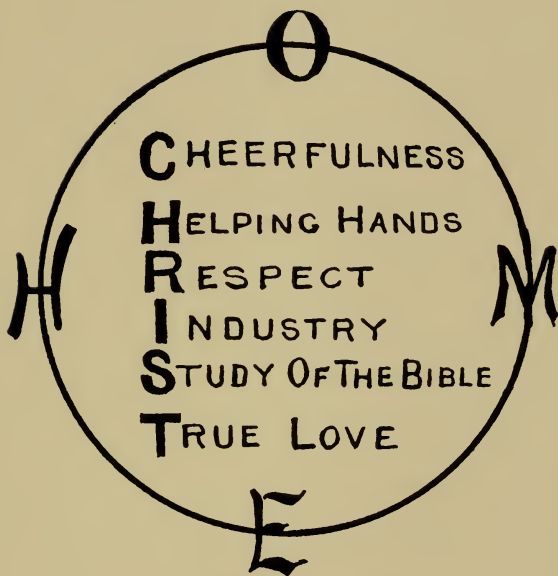 O
CHEERFULNESS
HELPING HANDS
H RESPECT M
INDUSTRY
STUDY OF THE BIBLE
TRUE LOVE
E